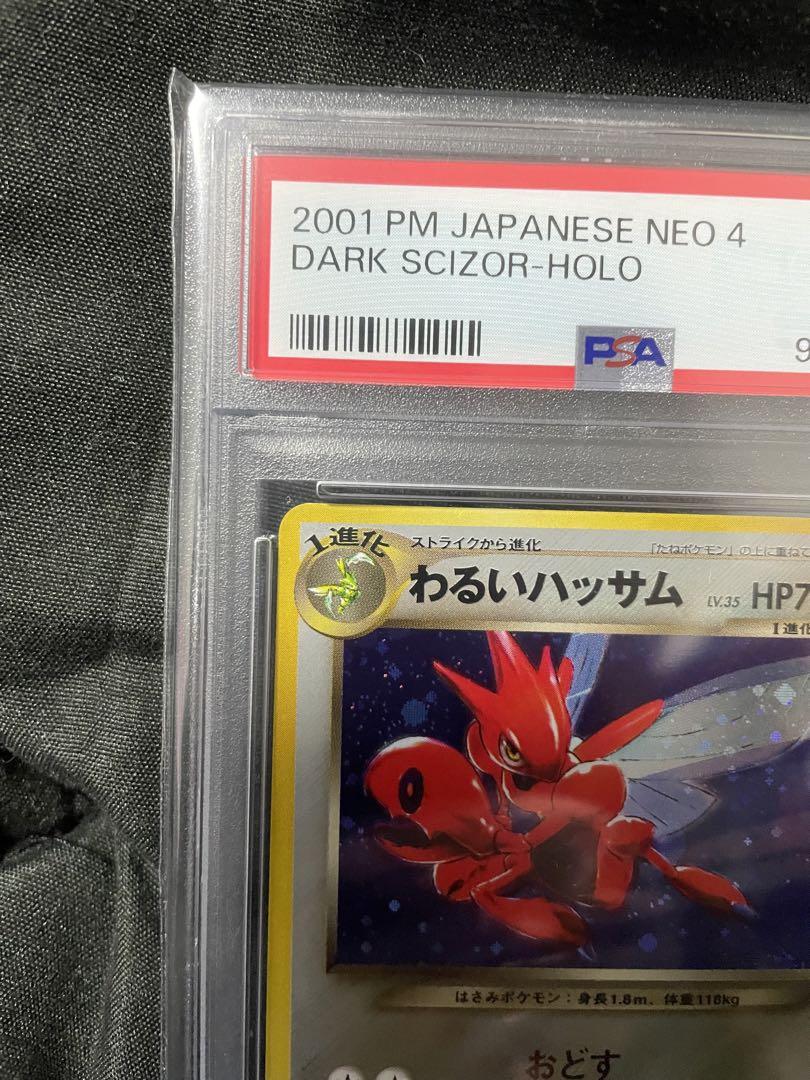 2001 PM JAPANESE NEO 4
DARK SCIZOR-HOLO
PSA
9
1進化
ストライクから進化
「たねポケモン」の上に重ねて
わるいハッサム LV.35 HP7
1進化
はさみポケモン：身長1.8m、体重118kg
おどす